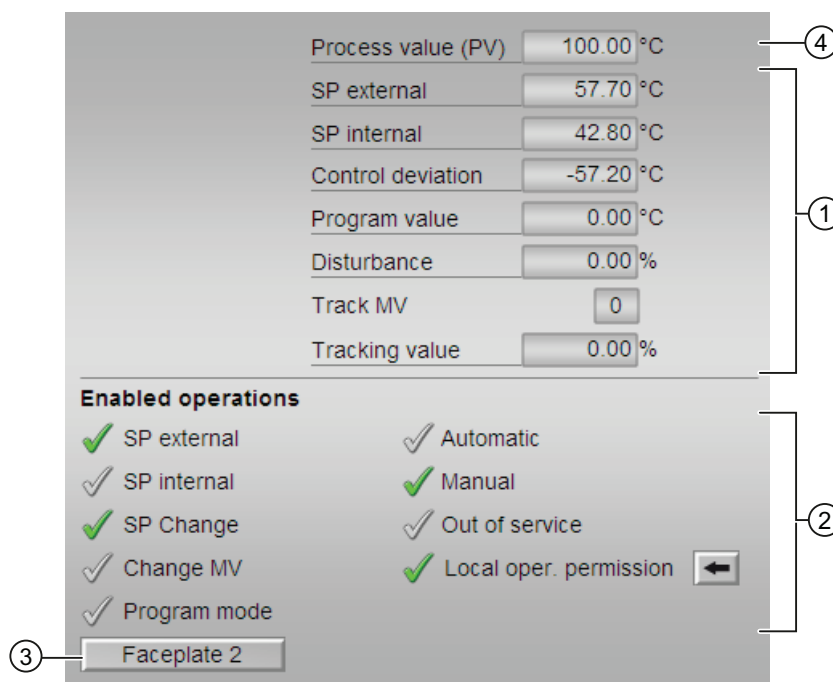 Process value (PV) 100.00 °C ④
SP external 57.70 °C
SP internal 42.80 °C
Control deviation -57.20 °C
Program value 0.00 °C ①
Disturbance 0.00 %
Track MV 0
Tracking value 0.00 %
Enabled operations
SP external Automatic
SP internal Manual
SP Change Out of service ②
Change MV Local oper. permission
Program mode
③ Faceplate 2